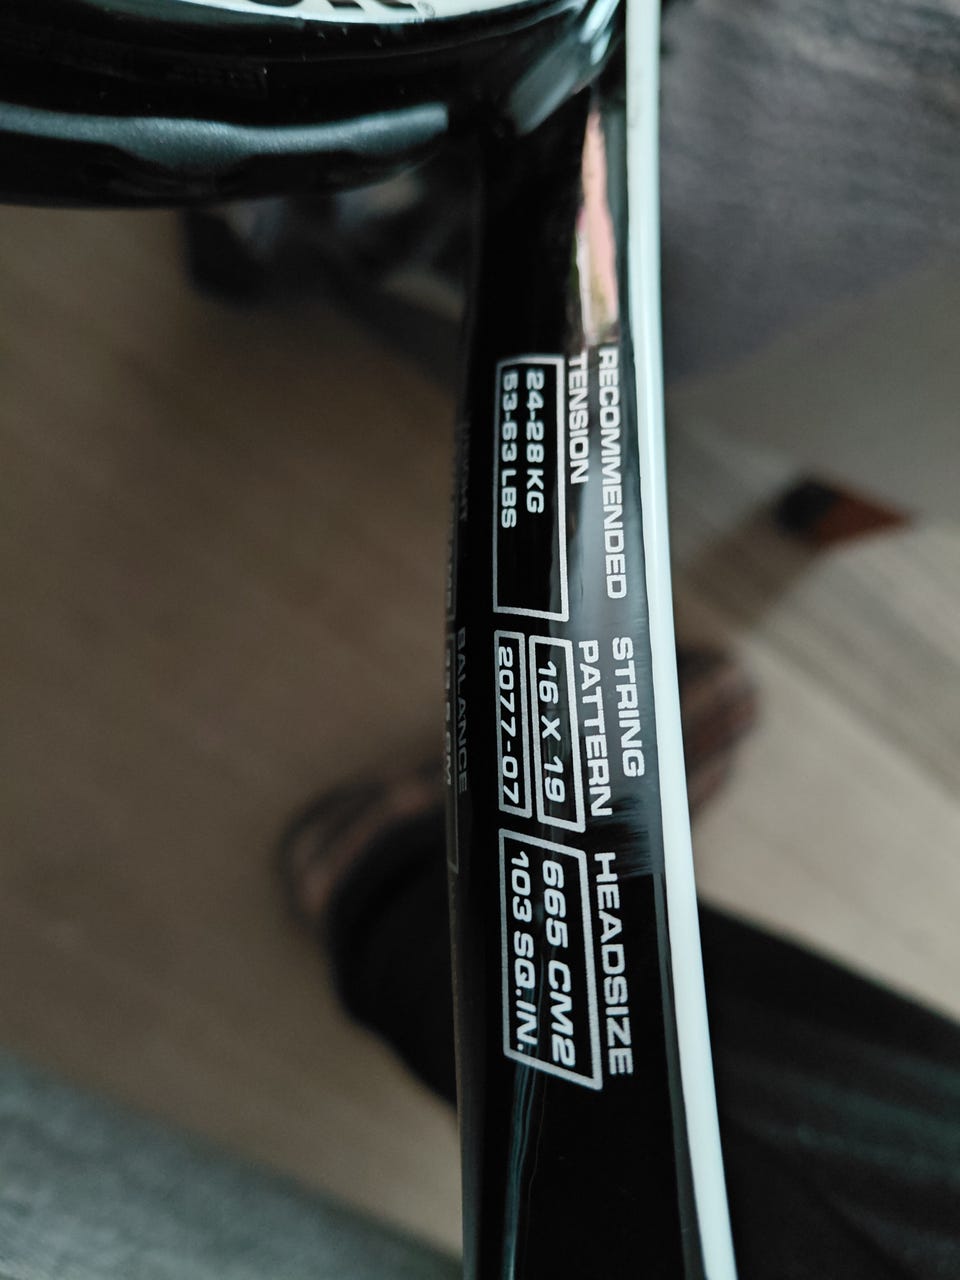 RECOMMENDED
TENSION
24-28 KG
53-63 LBS
STRING
PATTERN
16 X 19
2077-07
HEADSIZE
665 CM2
103 SQ.IN.
BALANCE